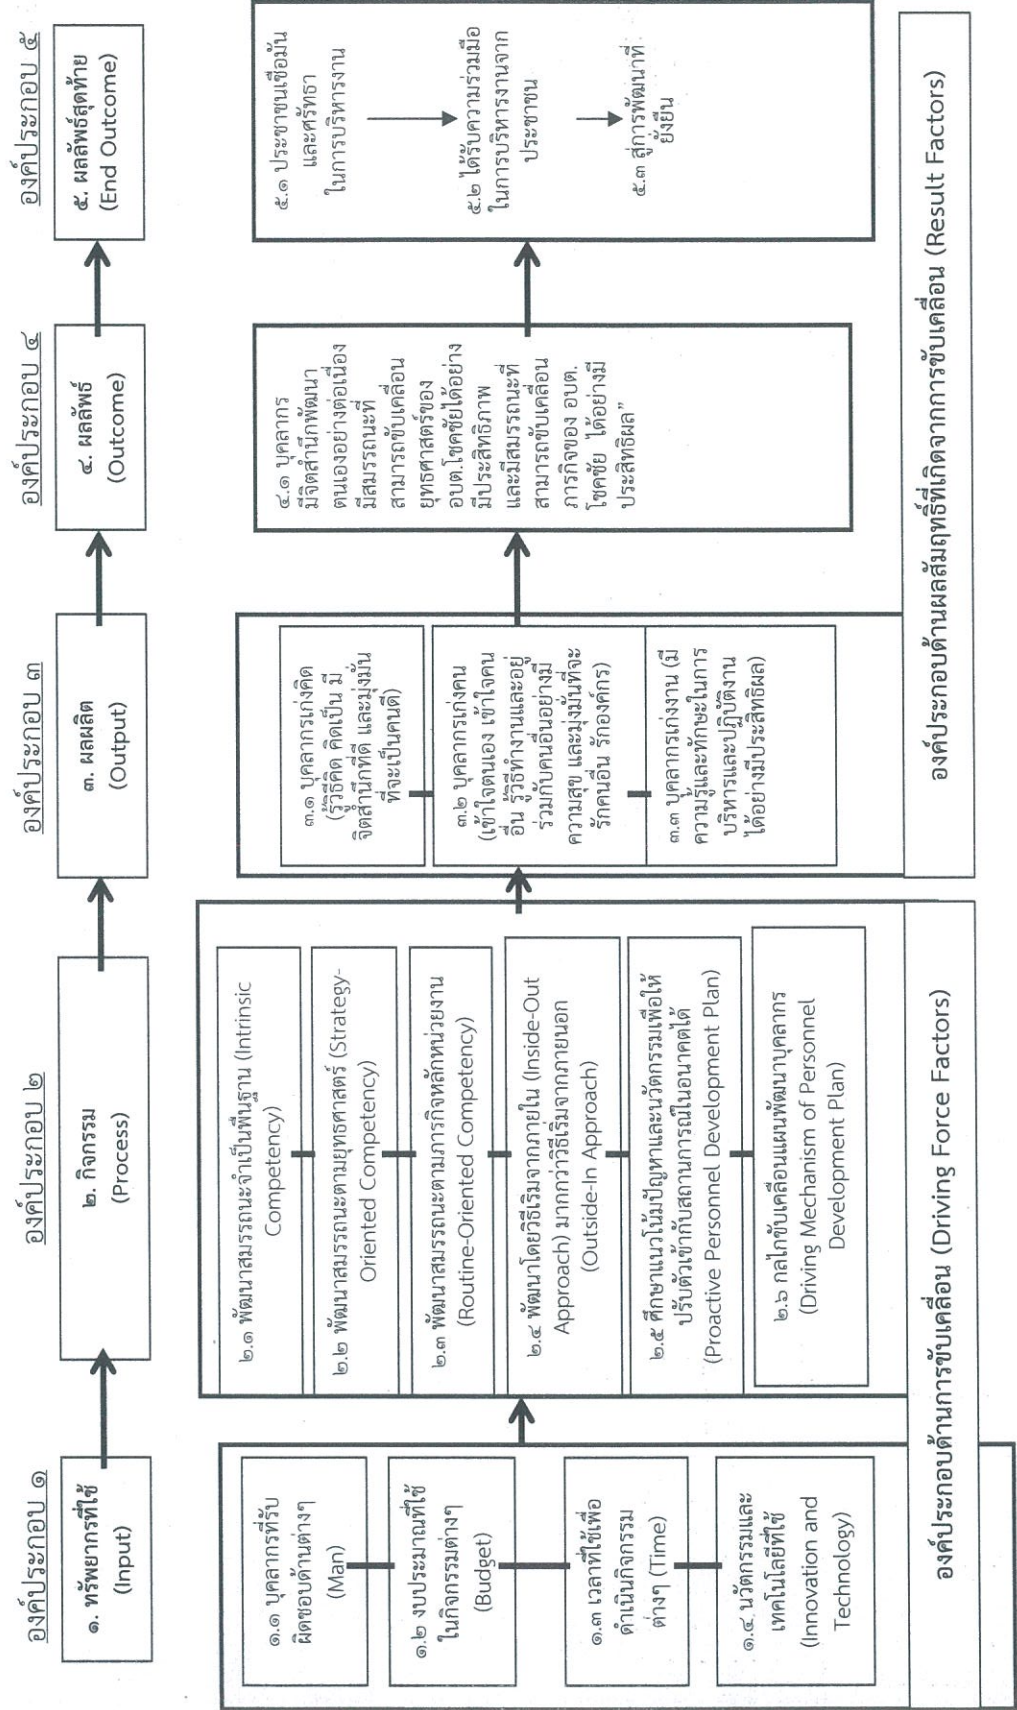 องค์ประกอบ ๑
๑. ทรัพยากรที่ใช้
(Input)
๑.๑ บุคลากรที่รับ
ผิดชอบด้านต่างๆ
(Man)
๑.๒ งบประมาณที่ใช้
ในกิจกรรมต่างๆ
(Budget)
๑.๓ เวลาที่ใช้เพื่อ
ดำเนินกิจกรรม
ต่างๆ (Time)
๑.๔ นวัตกรรมและ
เทคโนโลยีที่ใช้
(Innovation and
Technology)
องค์ประกอบ ๒
๒. กิจกรรม
(Process)
๒.๑ พัฒนาสมรรถนะจำเป็นพื้นฐาน (Intrinsic
Competency)
๒.๒ พัฒนาสมรรถนะตามยุทธศาสตร์ (Strategy-
Oriented Competency)
๒.๓ พัฒนาสมรรถนะตามภารกิจหลักหน่วยงาน
(Routine-Oriented Competency)
๒.๔ พัฒนาโดยวิธีเริ่มจากภายใน (Inside-Out
Approach) มากกว่าวิธีเริ่มจากภายนอก
(Outside-In Approach)
๒.๕ ศึกษาแนวโน้มปัญหาและนวัตกรรมเพื่อให้
ปรับตัวเข้ากับสถานการณ์ในอนาคตได้
(Proactive Personnel Development Plan)
๒.๖ กลไกขับเคลื่อนแผนพัฒนาบุคลากร
(Driving Mechanism of Personnel
Development Plan)
องค์ประกอบด้านการขับเคลื่อน (Driving Force Factors)
องค์ประกอบ ๓
๓. ผลผลิต
(Output)
๓.๑ บุคลากรเก่งคิด
(รู้วิธีคิด คิดเป็น มี
จิตสำนึกที่ดี และมุ่งมั่น
ที่จะเป็นคนดี)
๓.๒ บุคลากรเก่งคน
(เข้าใจตนเอง เข้าใจคน
อื่น รู้วิธีทำงานและอยู่
ร่วมกับคนอื่นอย่างมี
ความสุข และมุ่งมั่นที่จะ
รักคนอื่น รักองค์กร)
๓.๓ บุคลากรเก่งงาน (มี
ความรู้และทักษะในการ
บริหารและปฏิบัติงาน
ได้อย่างมีประสิทธิผล)
องค์ประกอบ ๔
๔. ผลลัพธ์
(Outcome)
๔.๑ บุคลากร
มีจิตสำนึกพัฒนา
ตนเองอย่างต่อเนื่อง
มีสมรรถนะที่
สามารถขับเคลื่อน
ยุทธศาสตร์ของ
อบต.โชคชัยได้อย่าง
มีประสิทธิภาพ
และมีสมรรถนะที่
สามารถขับเคลื่อน
ภารกิจของ อบต.
โชคชัย ได้อย่างมี
ประสิทธิผล”
องค์ประกอบ ๕
๕. ผลลัพธ์สุดท้าย
(End Outcome)
๕.๑ ประชาชนเชื่อมั่น
และศรัทธา
ในการบริหารงาน
๕.๒ ได้รับความร่วมมือ
ในการบริหารงานจาก
ประชาชน
๕.๓ สู่การพัฒนาที่
ยั่งยืน
องค์ประกอบด้านผลสัมฤทธิ์ที่เกิดจากการขับเคลื่อน (Result Factors)